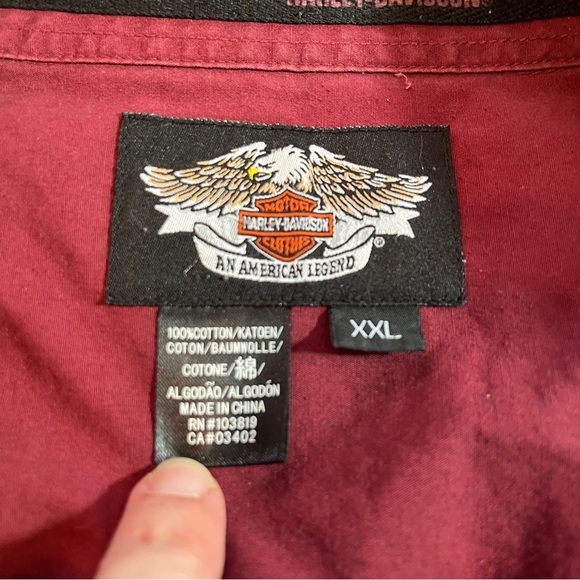 HARLEY-DAVIDSON
MOTOR
HARLEY-DAVIDSON
CLOTHES
®
AN AMERICAN LEGEND
XXL
100%COTTON/KATOEN/
COTON/BAUMWOLLE/
COTONE/綿/
ALGODÃO/ALGODÓN
MADE IN CHINA
RN#103819
CA#03402